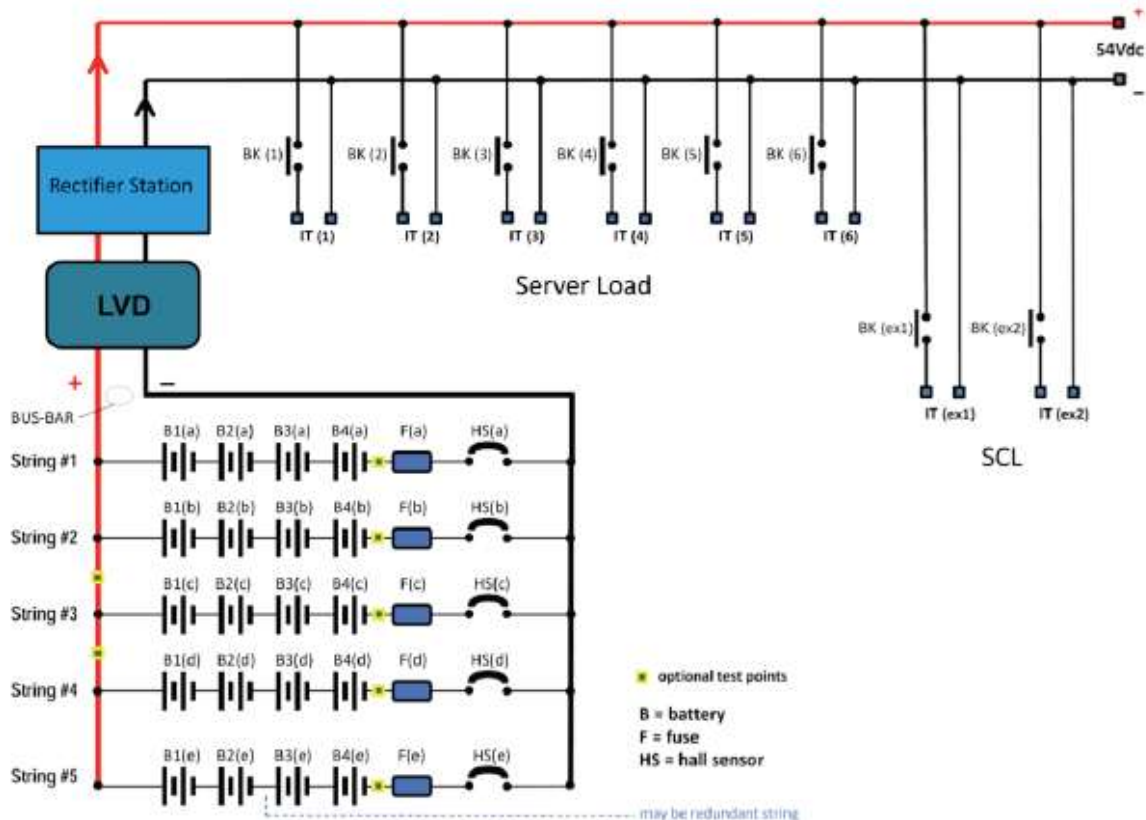 +
54Vdc
–
BK (1)
BK (2)
BK (3)
BK (4)
BK (5)
BK (6)
Rectifier Station
IT (1)
IT (2)
IT (3)
IT (4)
IT (5)
IT (6)
Server Load
LVD
BK (ex1)
BK (ex2)
+
–
IT (ex1)
IT (ex2)
BUS-BAR
SCL
B1(a) B2(a) B3(a) B4(a) F(a) HS(a)
String #1
B1(b) B2(b) B3(b) B4(b) F(b) HS(b)
String #2
B1(c) B2(c) B3(c) B4(c) F(c) HS(c)
String #3
B1(d) B2(d) B3(d) B4(d) F(d) HS(d)
String #4
optional test points
B = battery
F = fuse
HS = hall sensor
B1(e) B2(e) B3(e) B4(e) F(e) HS(e)
String #5
may be redundant string